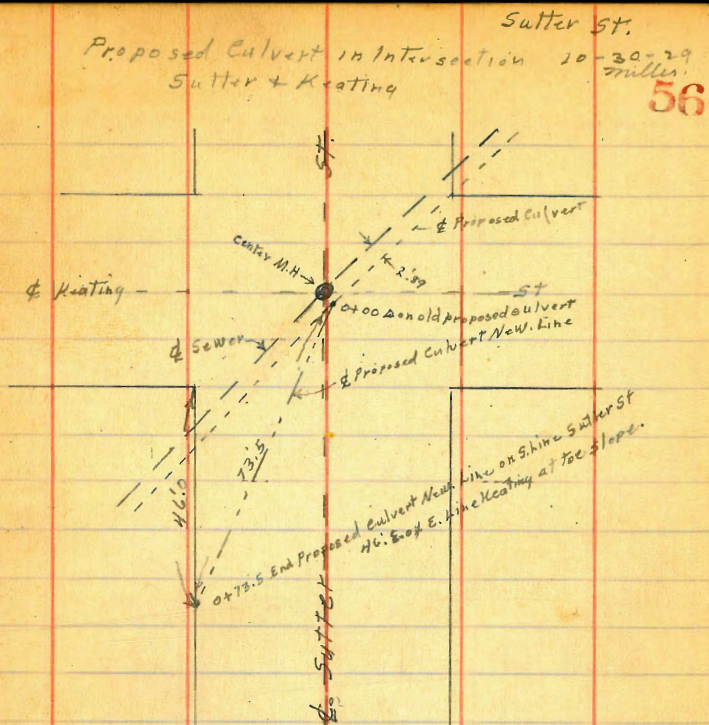 Sutter St.
Proposed Culvert in Intersection 10-30-29
Sutter & Keating
Miller.
56
St.
℄ Proposed Culvert
Center M.H.
2.89
℄ Keating
St
0+00 ∆ on old proposed culvert
℄ Sewer
℄ Proposed Culvert New. Line
73.5
46.0
0+73.5 End Proposed Culvert New. Line on S. Line Sutter St
46' E. of E. Line Keating at toe Slope.
℄ Sutter